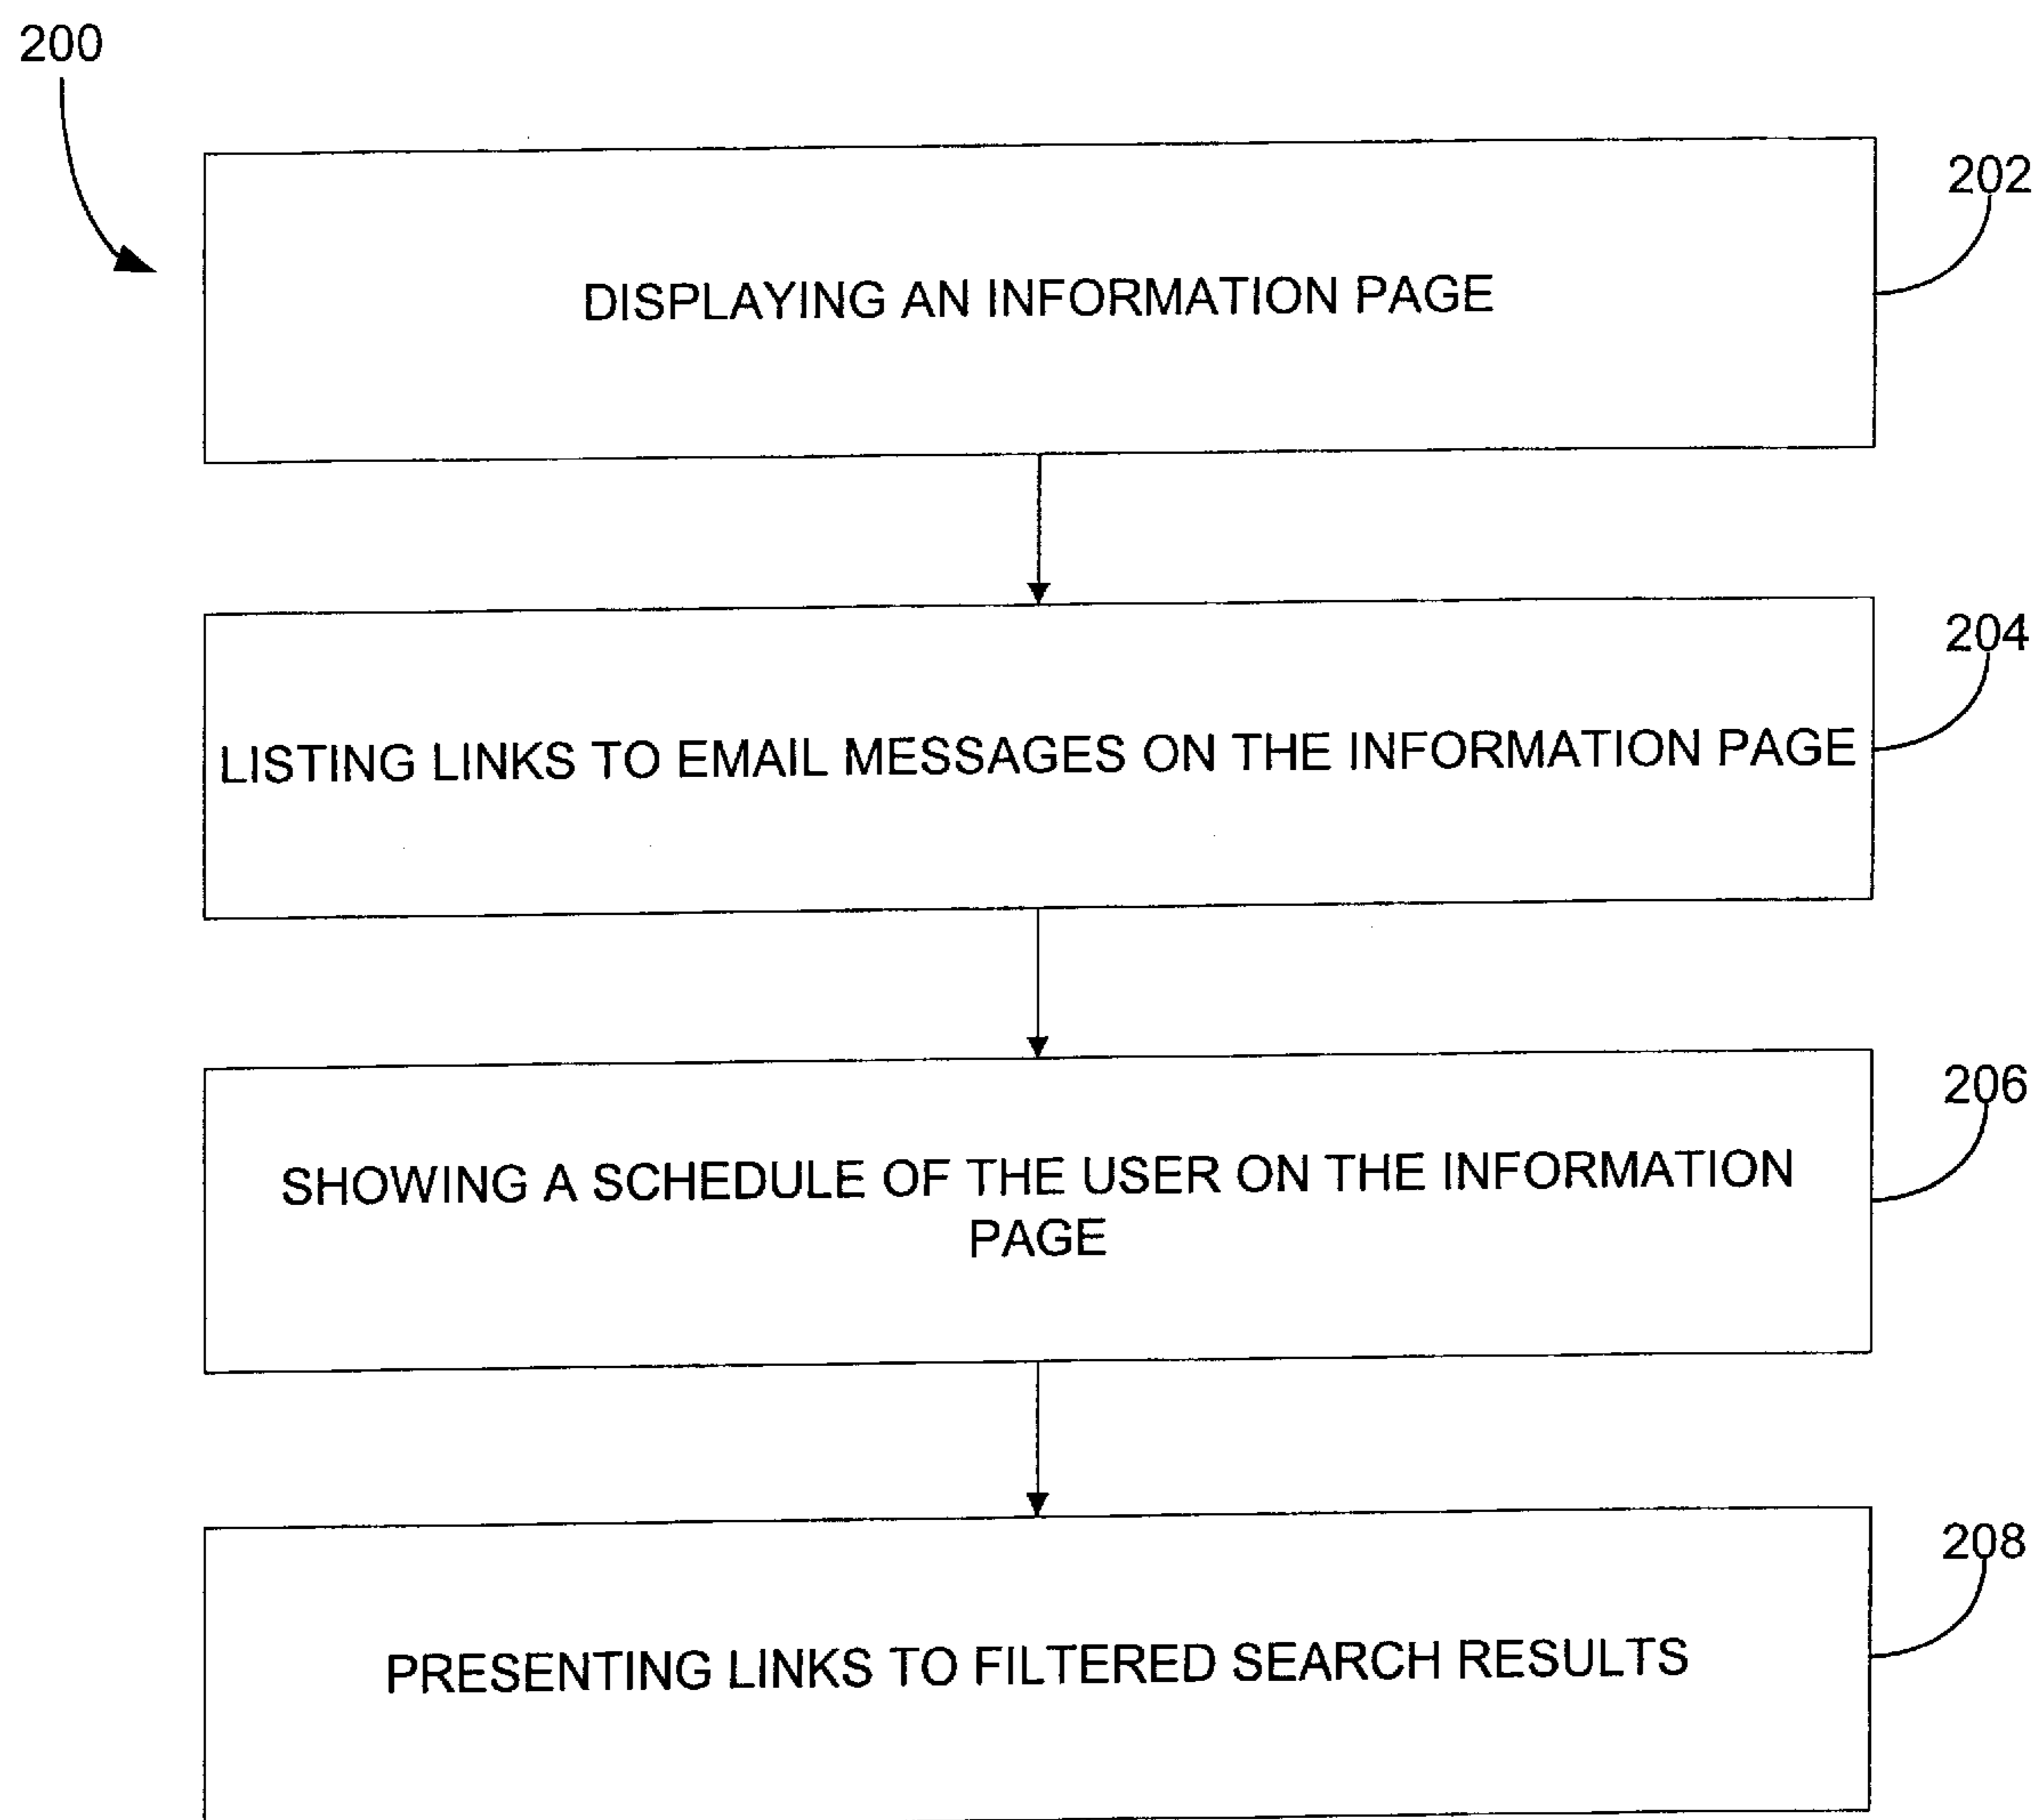 200
202
DISPLAYING AN INFORMATION PAGE
204
LISTING LINKS TO EMAIL MESSAGES ON THE INFORMATION PAGE
206
SHOWING A SCHEDULE OF THE USER ON THE INFORMATION
PAGE
208
PRESENTING LINKS TO FILTERED SEARCH RESULTS